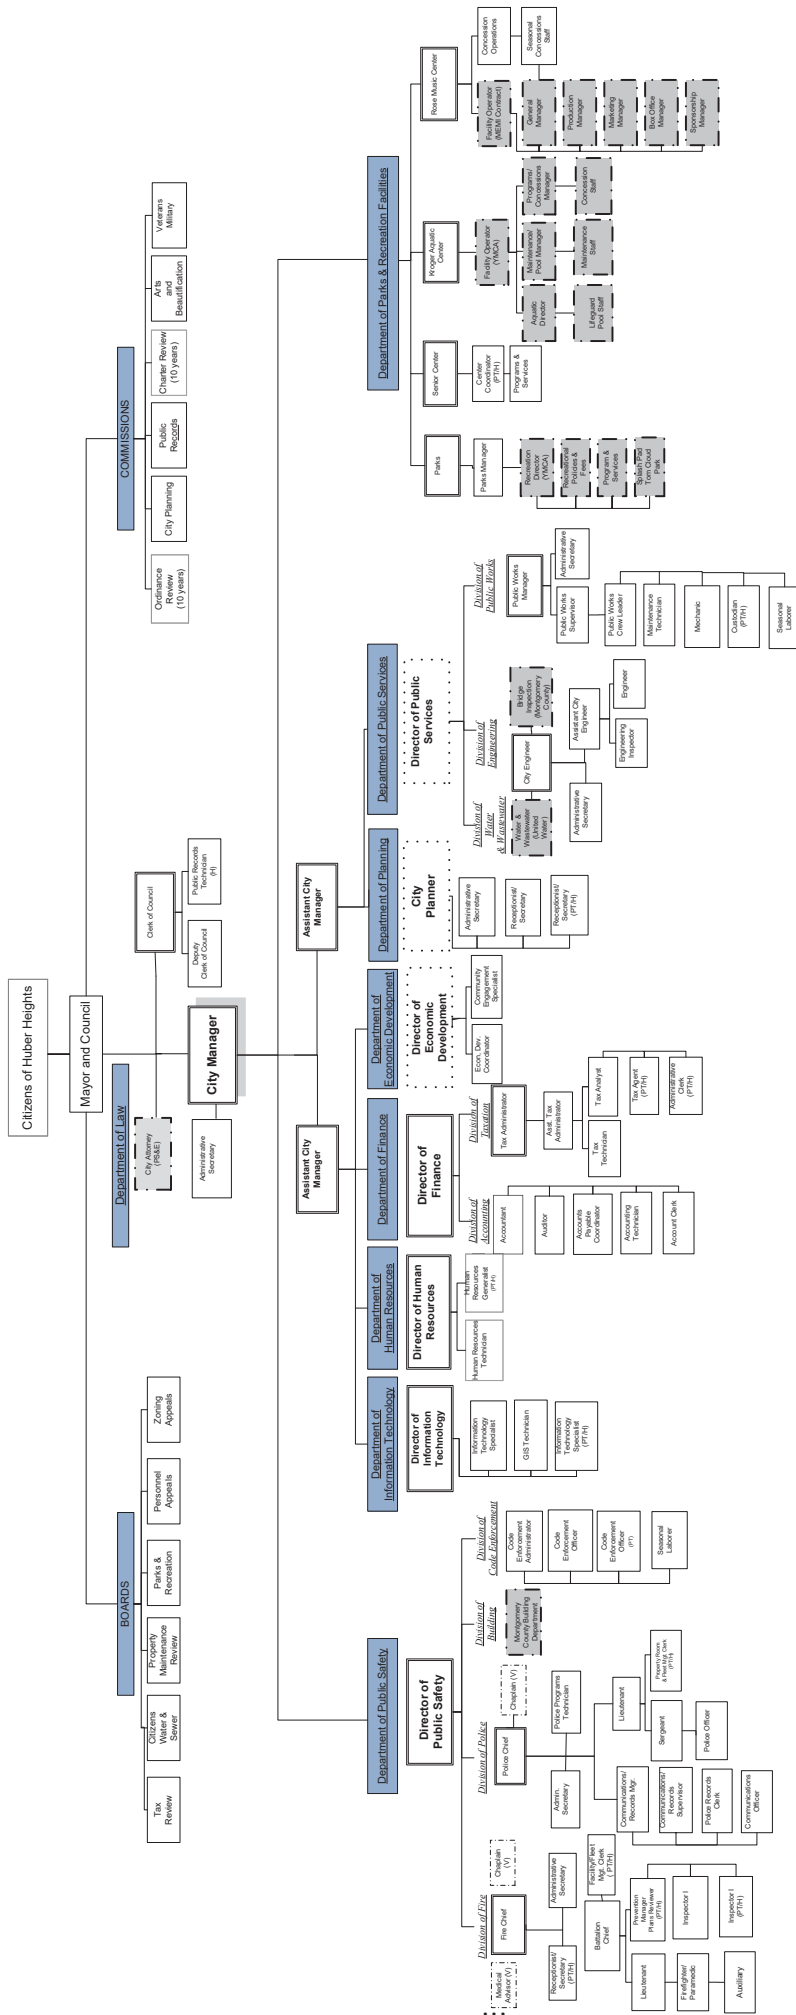 Citizens of Huber Heights
Mayor and Council
BOARDS
Tax
Review
Citizens
Water &
Sewer
Property
Maintenance
Review
Parks &
Recreation
Personnel
Appeals
Zoning
Appeals
Department of Law
City Attorney
(PS&E)
Clerk of Council
Deputy
Clerk of Council
Public Records
Technician
(H)
COMMISSIONS
Ordinance
Review
(10 years)
City Planning
Public
Records
Charter Review
(10 years)
Arts
and
Beautification
Veterans
Military
City Manager
Administrative
Secretary
Assistant City
Manager
Assistant City
Manager
Department of Public Safety
Director of
Public Safety
Division of Fire
Medical
Advisor (V)
Fire Chief
Chaplain
(V)
Receptionist/
Secretary
(PT/H)
Administrative
Secretary
Battalion
Chief
Facility/Fleet
Mgt. Clerk
( PT/H)
Lieutenant
Firefighter/
Paramedic
Auxiliary
Prevention
Manager
Plans Reviewer
(PT/H)
Inspector I
Inspector I
(PT/H)
Division of Police
Police Chief
Chaplain (V)
Admin.
Secretary
Police Programs
Technician
Communications/
Records Mgr.
Communications/
Records
Supervisor
Police Records
Clerk
Communications
Officer
Lieutenant
Sergeant
Police Officer
Property Room
& Fleet Mgt. Clerk
(PT/H)
Division of
Building
Montgomery
County Building
Department
Division of
Code Enforcement
Code
Enforcement
Administrator
Code
Enforcement
Officer
Code
Enforcement
Officer
(PT)
Seasonal
Laborer
Department of
Information Technology
Director of
Information
Technology
Information
Technology
Specialist
GIS Technician
Information
Technology
Specialist
(PT/H)
Department of
Human Resources
Director of Human
Resources
Human Resources
Technician
Human
Resources
Generalist
(PT/H)
Department of Finance
Director of
Finance
Division of
Accounting
Accountant
Auditor
Accounts
Payable
Coordinator
Accounting
Technician
Account Clerk
Division of
Taxation
Tax Administrator
Asst. Tax
Administrator
Tax
Technician
Tax Analyst
Tax Agent
(PT/H)
Administrative
Clerk
(PT/H)
Department of
Economic Development
Director of
Economic
Development
Econ. Dev.
Coordinator
Community
Engagement
Specialist
Department of Planning
City
Planner
Administrative
Secretary
Receptionist/
Secretary
Receptionist/
Secretary
(PT/H)
Department of Public Services
Director of Public
Services
Division of
Water
& Wastewater
Water &
Wastewater
(United
Water)
Division of
Engineering
City Engineer
Bridge
Inspection
(Montgomery
County)
Administrative
Secretary
Assistant City
Engineer
Engineering
Inspector
Engineer
Division of
Public Works
Public Works
Manager
Public Works
Supervisor
Administrative
Secretary
Public Works
Crew Leader
Maintenance
Technician
Mechanic
Custodian
(PT/H)
Seasonal
Laborer
Department of Parks & Recreation Facilities
Parks
Parks Manager
Recreation
Director
(YMCA)
Recreational
Policies &
Fees
Program &
Services
Splash Pad
Tom Cloud
Park
Senior Center
Center
Coordinator
(PT/H)
Programs &
Services
Kroger Aquatic
Center
Facility Operator
(YMCA)
Aquatic
Director
Lifeguard
Pool Staff
Maintenance/
Pool Manager
Maintenance
Staff
Programs/
Concessions
Manager
Concession
Staff
Rose Music Center
Facility Operator
(MEMI Contract)
General
Manager
Production
Manager
Marketing
Manager
Box Office
Manager
Sponsorship
Manager
Concession
Operations
Seasonal
Concessions
Staff